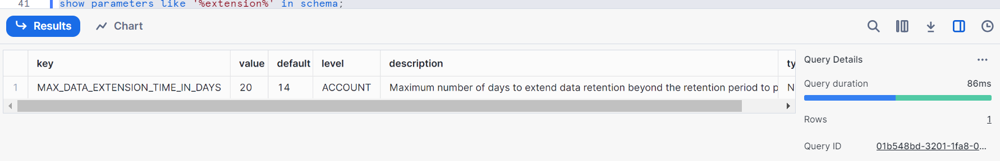 41 show parameters like '%extension%' in schema;
Results Chart
key value default level description ty
1 MAX_DATA_EXTENSION_TIME_IN_DAYS 20 14 ACCOUNT Maximum number of days to extend data retention beyond the retention period to p N
Query Details ...
Query duration 86ms
Rows 1
Query ID 01b548bd-3201-1fa8-0...